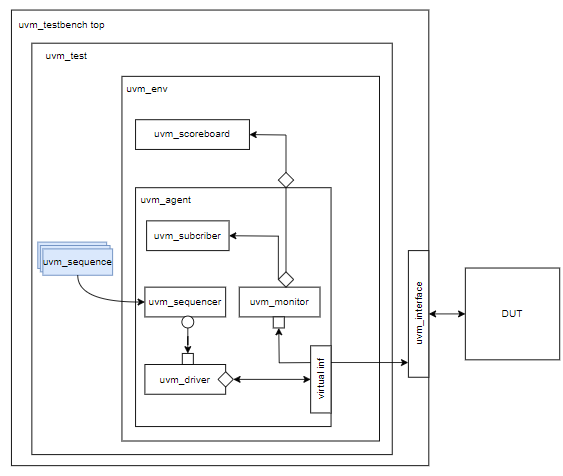 uvm_testbench top
uvm_test
uvm_env
uvm_scoreboard
uvm_agent
uvm_subcriber
uvm_sequence
uvm_sequencer
uvm_monitor
uvm_interface
DUT
virtual inf
uvm_driver